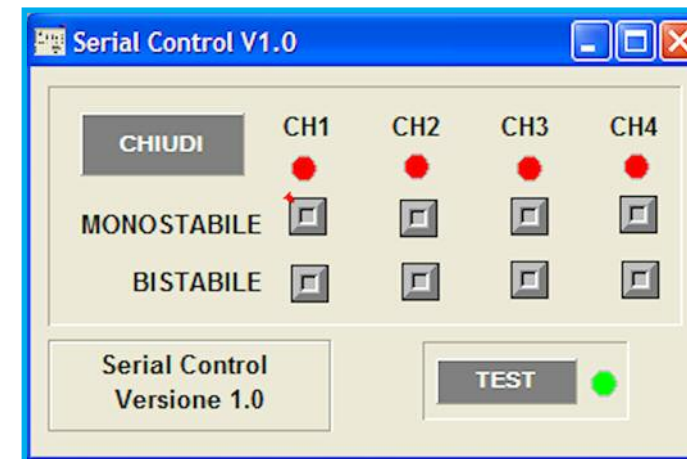 Serial Control V1.0
CHIUDI
CH1 CH2 CH3 CH4
MONOSTABILE
BISTABILE
Serial Control
Versione 1.0
TEST